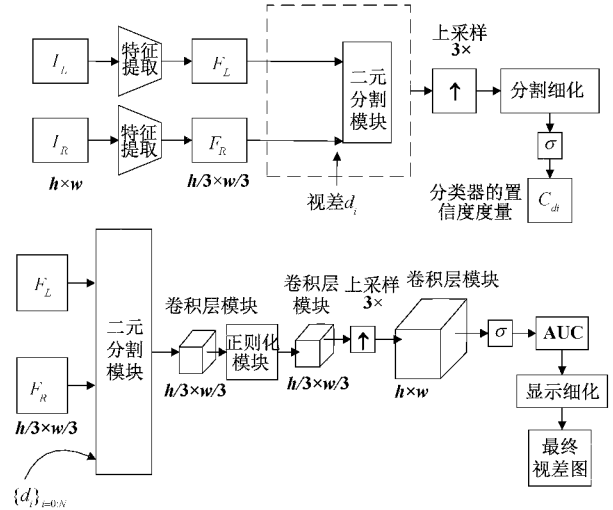 I_L
特征
提取
F_L
I_R
特征
提取
F_R
h×w
h/3×w/3
二元
分割
模块
视差d_i
上采样
3×
↑
分割细化
σ
分类器的置
信度度量
C_{dt}
F_L
F_R
h/3×w/3
{d_i}_{i=0:N}
二元
分割
模块
卷积层模块
h/3×w/3
正则化
模块
卷积层
模块
h/3×w/3
上采样
3×
↑
卷积层模块
h×w
σ
AUC
显示细化
最终
视差图